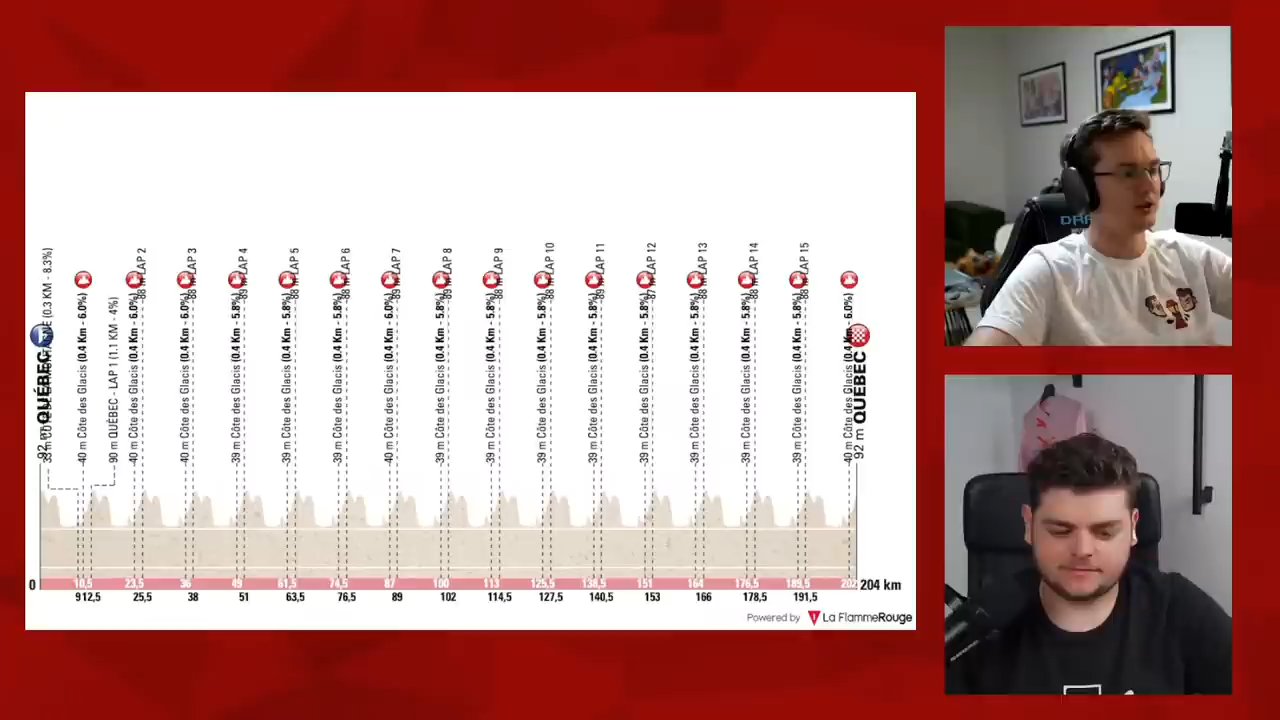 92 m QUÉBEC
(0.3 KM - 8.3%)
40 m Côte des Glacis (0.4 Km - 6.0%)
90 m QUÉBEC - LAP 1 (1.1 KM - 4%)
40 m Côte des Glacis (0.4 Km - 6.0%)
LAP 2
40 m Côte des Glacis (0.4 Km - 6.0%)
LAP 3
39 m Côte des Glacis (0.4 Km - 5.8%)
LAP 4
39 m Côte des Glacis (0.4 Km - 5.8%)
LAP 5
39 m Côte des Glacis (0.4 Km - 5.8%)
LAP 6
40 m Côte des Glacis (0.4 Km - 6.0%)
LAP 7
39 m Côte des Glacis (0.4 Km - 5.8%)
LAP 8
39 m Côte des Glacis (0.4 Km - 5.8%)
LAP 9
39 m Côte des Glacis (0.4 Km - 5.8%)
LAP 10
39 m Côte des Glacis (0.4 Km - 5.8%)
LAP 11
39 m Côte des Glacis (0.4 Km - 5.8%)
LAP 12
39 m Côte des Glacis (0.4 Km - 5.8%)
LAP 13
39 m Côte des Glacis (0.4 Km - 5.8%)
LAP 14
39 m Côte des Glacis (0.4 Km - 5.8%)
LAP 15
40 m Côte des Glacis (0.4 Km - 6.0%)
92 m QUÉBEC
0 10,5 23,5 36 49 61,5 74,5 87 100 113 125,5 138,5 151 164 176,5 189,5 202 204 km
9 12,5 25,5 38 51 63,5 76,5 89 102 114,5 127,5 140,5 153 166 178,5 191,5
Powered by La FlammeRouge